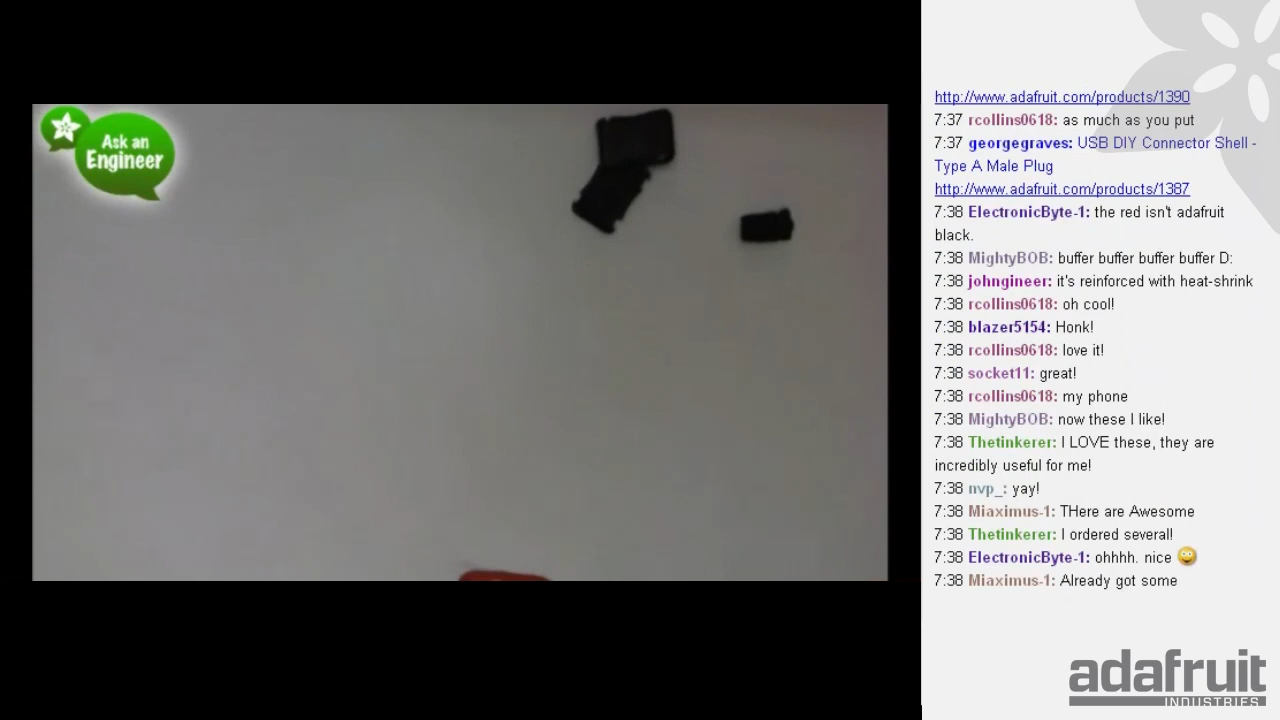 Ask an
Engineer
http://www.adafruit.com/products/1390
7:37 rcollins0618: as much as you put
7:37 georgegraves: USB DIY Connector Shell -
Type A Male Plug
http://www.adafruit.com/products/1387
7:38 ElectronicByte-1: the red isn't adafruit
black.
7:38 MightyBOB: buffer buffer buffer buffer D:
7:38 johngineer: it's reinforced with heat-shrink
7:38 rcollins0618: oh cool!
7:38 blazer5154: Honk!
7:38 rcollins0618: love it!
7:38 socket11: great!
7:38 rcollins0618: my phone
7:38 MightyBOB: now these I like!
7:38 Thetinkerer: I LOVE these, they are
incredibly useful for me!
7:38 nvp_: yay!
7:38 Miaximus-1: THere are Awesome
7:38 Thetinkerer: I ordered several!
7:38 ElectronicByte-1: ohhhh. nice
7:38 Miaximus-1: Already got some
adafruit
INDUSTRIES